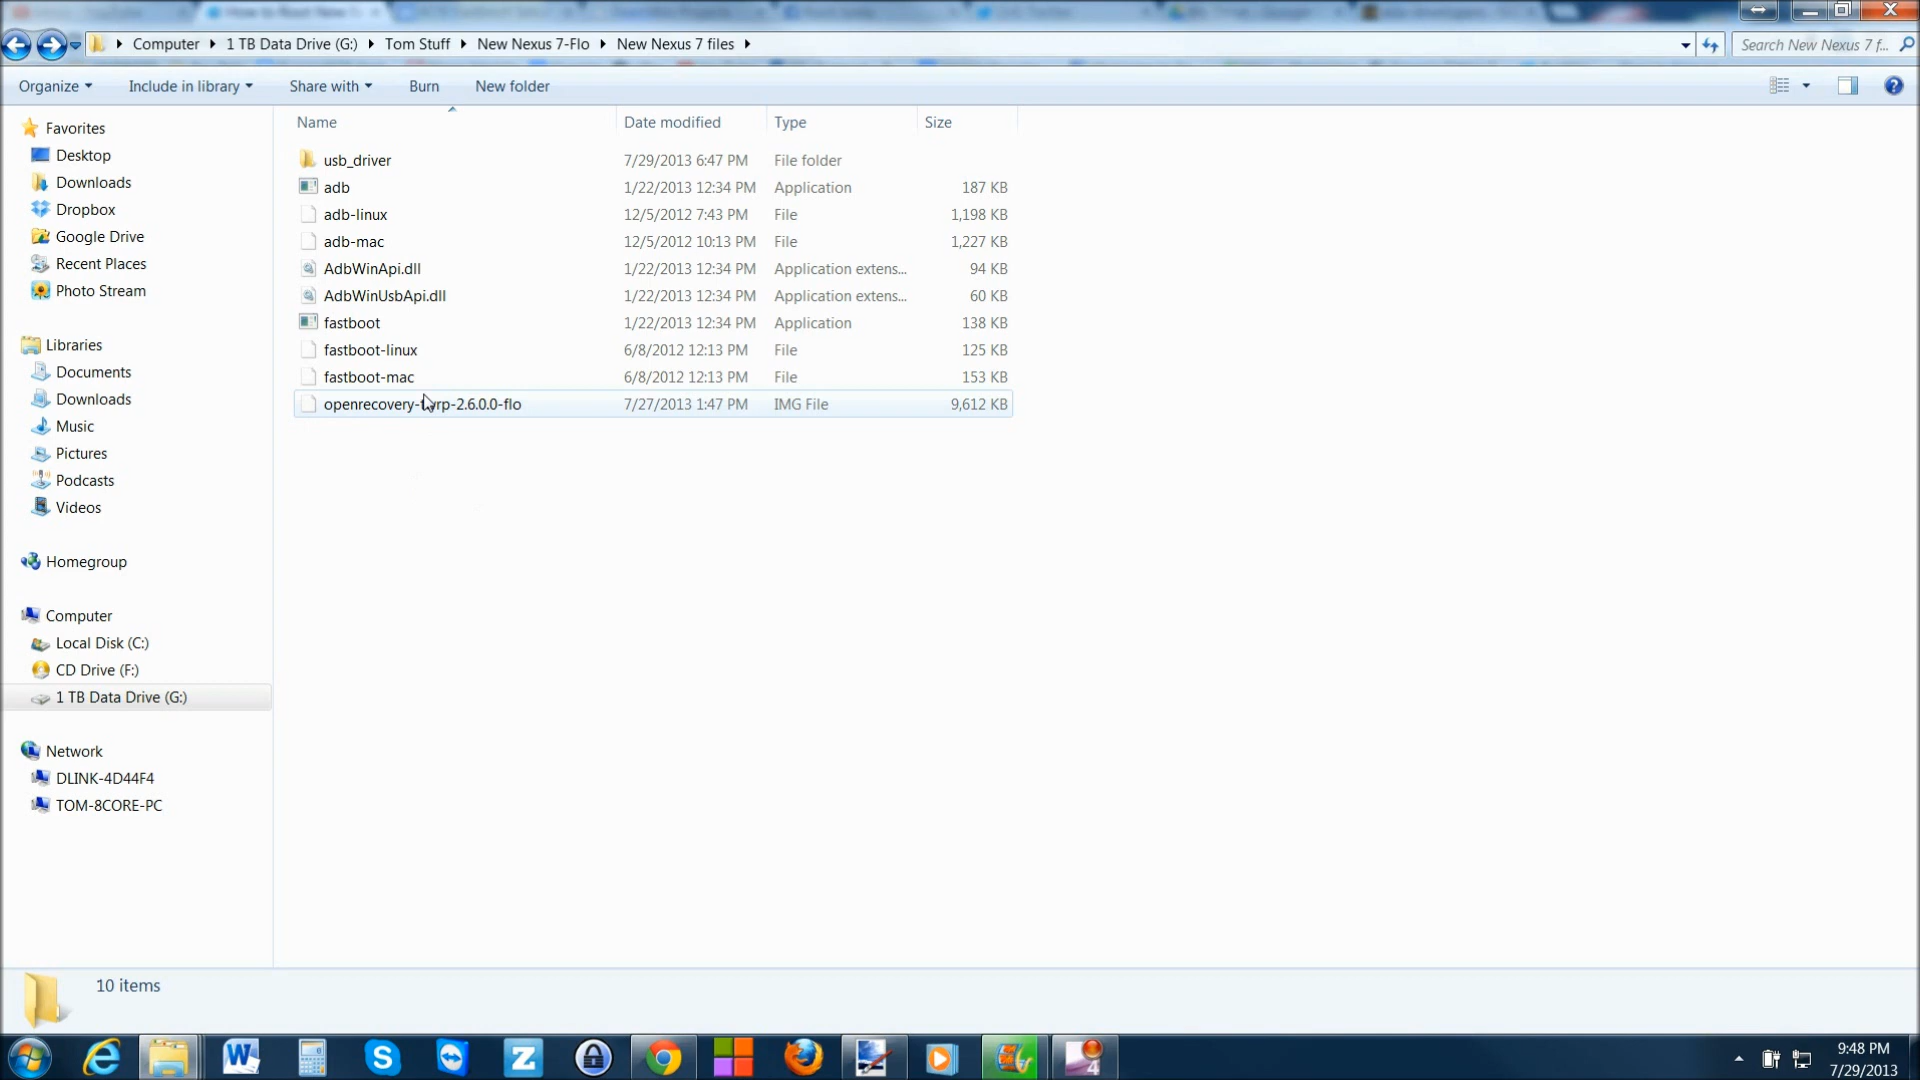 Computer 1 TB Data Drive (G:) Tom Stuff New Nexus 7-Flo New Nexus 7 files Search New Nexus 7 f...
Organize Include in library Share with Burn New folder
Name Date modified Type Size
Favorites
Desktop
Downloads
Dropbox
Google Drive
Recent Places
Photo Stream
Libraries
Documents
Downloads
Music
Pictures
Podcasts
Videos
Homegroup
Computer
Local Disk (C:)
CD Drive (F:)
1 TB Data Drive (G:)
Network
DLINK-4D44F4
TOM-8CORE-PC
usb_driver 7/29/2013 6:47 PM File folder
adb 1/22/2013 12:34 PM Application 187 KB
adb-linux 12/5/2012 7:43 PM File 1,198 KB
adb-mac 12/5/2012 10:13 PM File 1,227 KB
AdbWinApi.dll 1/22/2013 12:34 PM Application extens... 94 KB
AdbWinUsbApi.dll 1/22/2013 12:34 PM Application extens... 60 KB
fastboot 1/22/2013 12:34 PM Application 138 KB
fastboot-linux 6/8/2012 12:13 PM File 125 KB
fastboot-mac 6/8/2012 12:13 PM File 153 KB
openrecovery-twrp-2.6.0.0-flo 7/27/2013 1:47 PM IMG File 9,612 KB
10 items
9:48 PM
7/29/2013